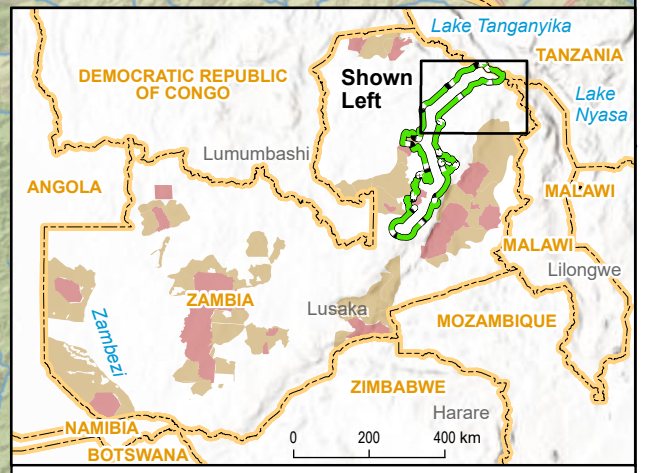 Lake Tanganyika
TANZANIA
DEMOCRATIC REPUBLIC
OF CONGO
Shown
Left
Lake
Nyasa
Lumumbashi
ANGOLA
MALAWI
MALAWI
Lilongwe
ZAMBIA
Lusaka
Zambezi
MOZAMBIQUE
ZIMBABWE
Harare
NAMIBIA
BOTSWANA
0 200 400 km